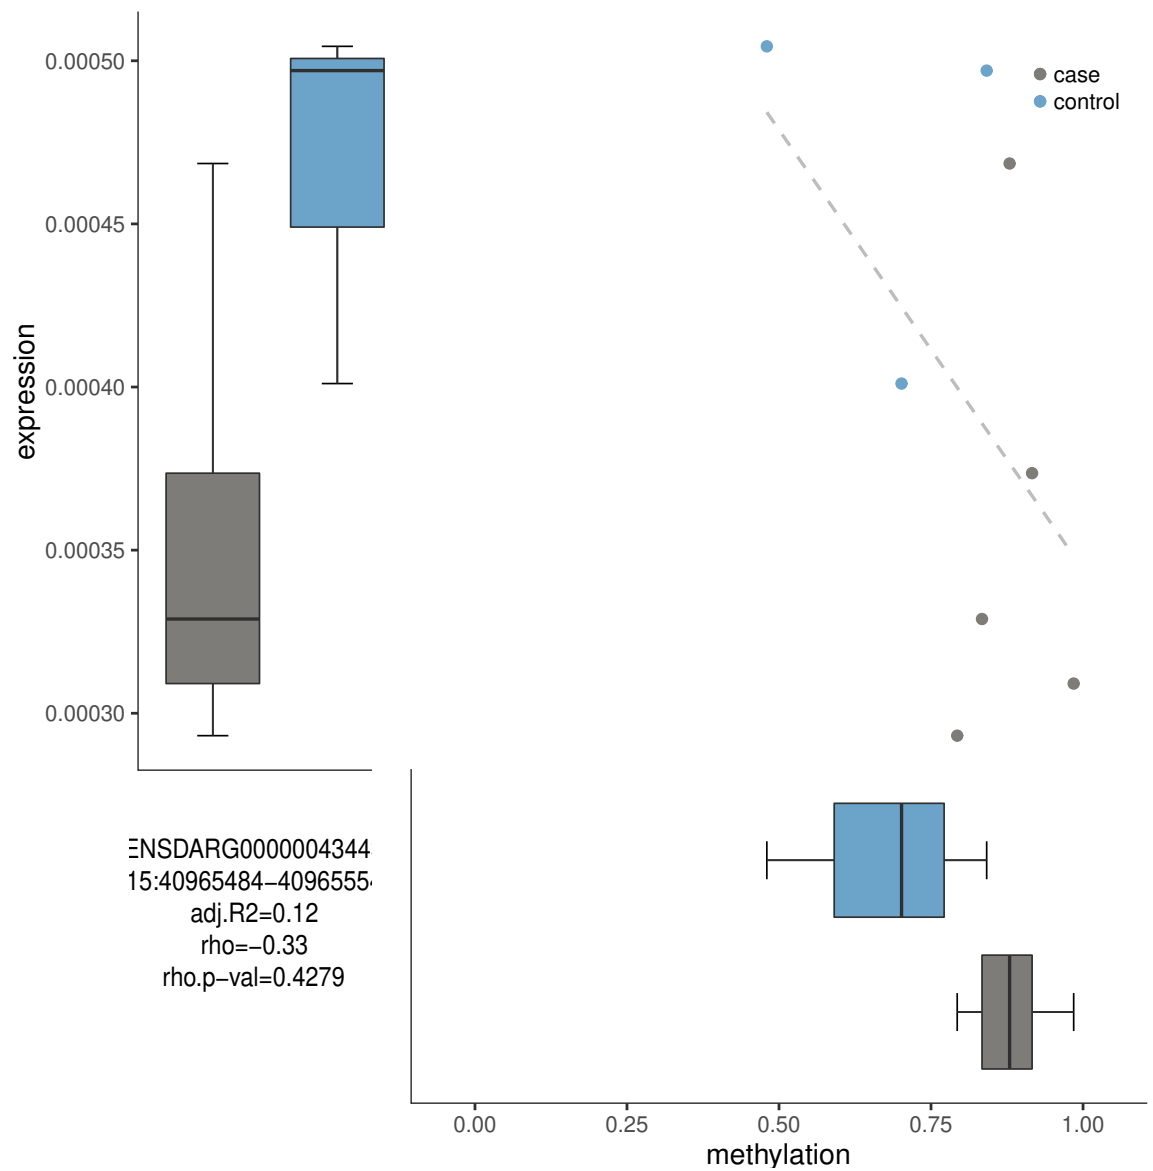 0.00050
0.00045
0.00040
0.00035
0.00030
expression
case
control
adj.R2=0.12
rho=−0.33
rho.p−val=0.4279
0.00
0.25
0.50
0.75
1.00
methylation